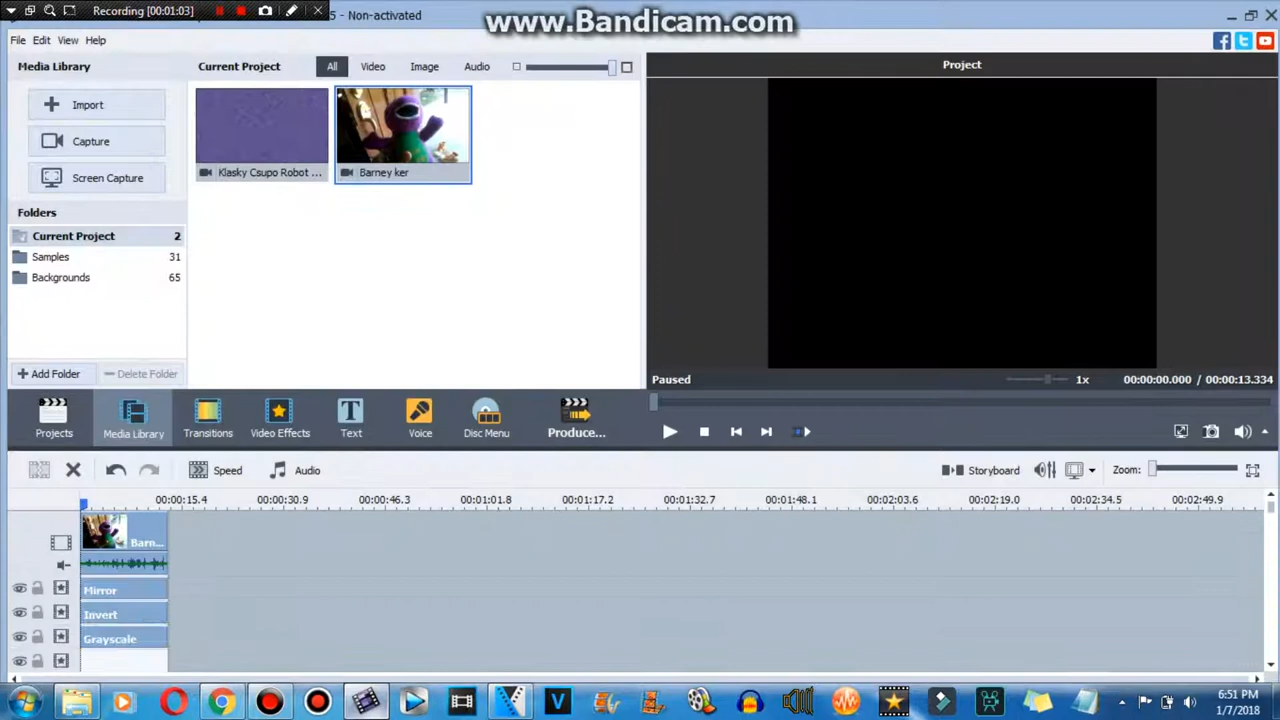 Recording [00:01:03]
5 - Non-activated
www.Bandicam.com
File Edit View Help
Media Library
Import
Capture
Screen Capture
Folders
Current Project 2
Samples 31
Backgrounds 65
+ Add Folder
Delete Folder
Current Project
All Video Image Audio
Klasky Csupo Robot ...
Barney ker
Project
Paused
1x
00:00:00.000 / 00:00:13.334
Projects
Media Library
Transitions
Video Effects
Text
Voice
Disc Menu
Produce...
Speed
Audio
Storyboard
Zoom:
00:00:15.4 00:00:30.9 00:00:46.3 00:01:01.8 00:01:17.2 00:01:32.7 00:01:48.1 00:02:03.6 00:02:19.0 00:02:34.5 00:02:49.9
Barn...
Mirror
Invert
Grayscale
6:51 PM
1/7/2018